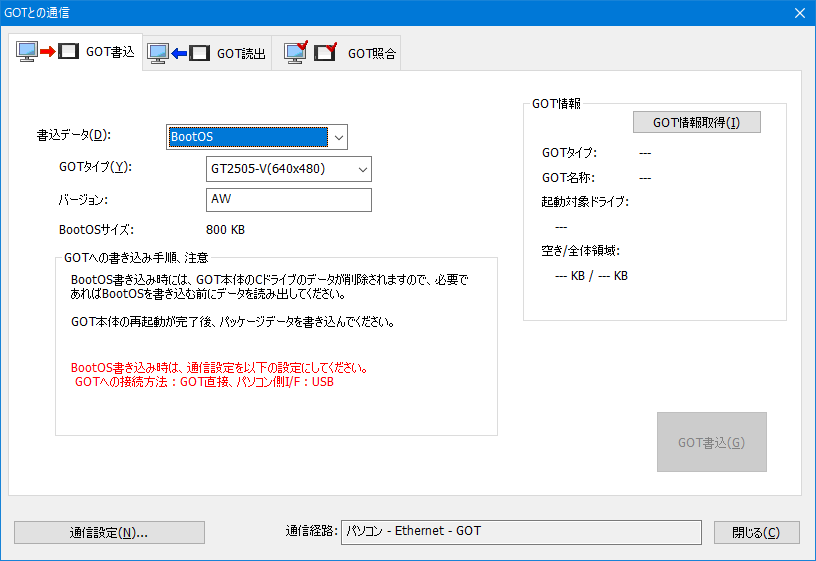 GOTとの通信
GOT書込
GOT読出
GOT照合
書込データ(D):
BootOS
GOTタイプ(Y):
GT2505-V(640x480)
バージョン:
AW
BootOSサイズ:
800 KB
GOTへの書き込み手順、注意
BootOS書き込み時には、GOT本体のCドライブのデータが削除されますので、必要で
あればBootOSを書き込む前にデータを読み出してください。
GOT本体の再起動が完了後、パッケージデータを書き込んでください。
BootOS書き込み時は、通信設定を以下の設定にしてください。
GOTへの接続方法：GOT直接、パソコン側I/F：USB
GOT情報
GOT情報取得(I)
GOTタイプ:
---
GOT名称:
---
起動対象ドライブ:
---
空き/全体領域:
--- KB / --- KB
GOT書込(G)
通信設定(N)...
通信経路:
パソコン - Ethernet - GOT
閉じる(C)